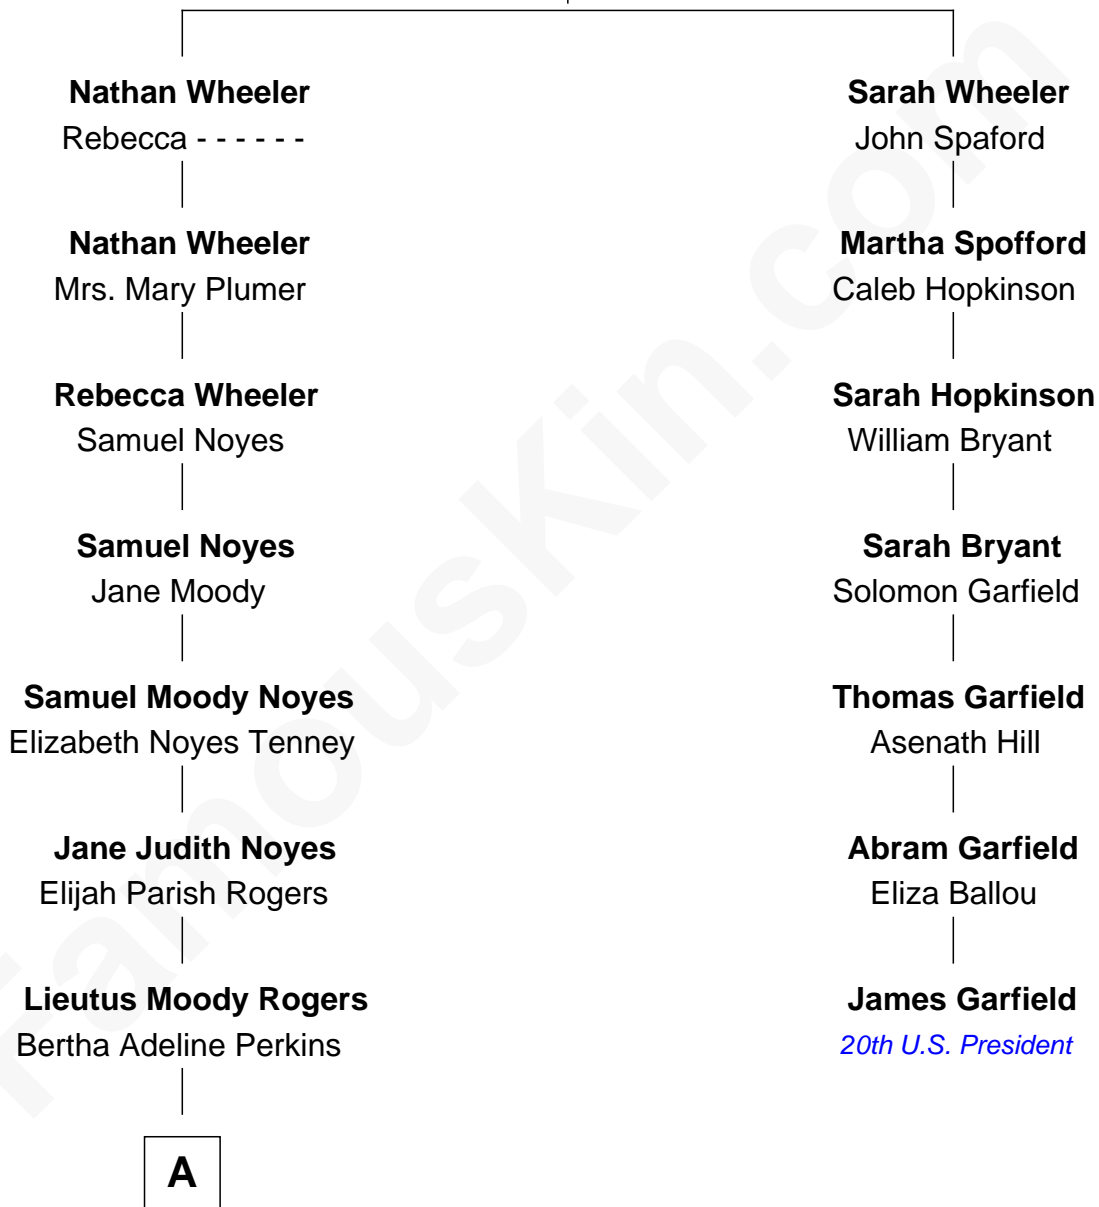 Nathan Wheeler
Rebecca - - - - - -
Sarah Wheeler
John Spaford
Nathan Wheeler
Mrs. Mary Plumer
Martha Spofford
Caleb Hopkinson
Rebecca Wheeler
Samuel Noyes
Sarah Hopkinson
William Bryant
Samuel Noyes
Jane Moody
Sarah Bryant
Solomon Garfield
Samuel Moody Noyes
Elizabeth Noyes Tenney
Thomas Garfield
Asenath Hill
Jane Judith Noyes
Elijah Parish Rogers
Abram Garfield
Eliza Ballou
Lieutus Moody Rogers
Bertha Adeline Perkins
James Garfield
20th U.S. President
A
FamousKin.com